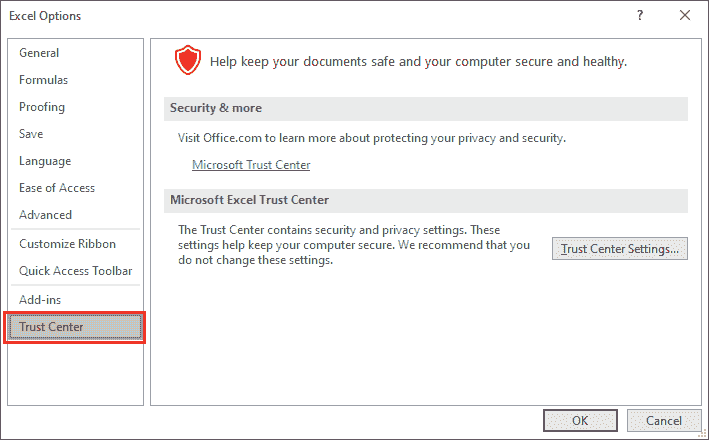 Excel Options
?
General
Formulas
Proofing
Save
Language
Ease of Access
Advanced
Customize Ribbon
Quick Access Toolbar
Add-ins
Trust Center
Help keep your documents safe and your computer secure and healthy.
Security & more
Visit Office.com to learn more about protecting your privacy and security.
Microsoft Trust Center
Microsoft Excel Trust Center
The Trust Center contains security and privacy settings. These
settings help keep your computer secure. We recommend that you
do not change these settings.
Trust Center Settings...
OK
Cancel